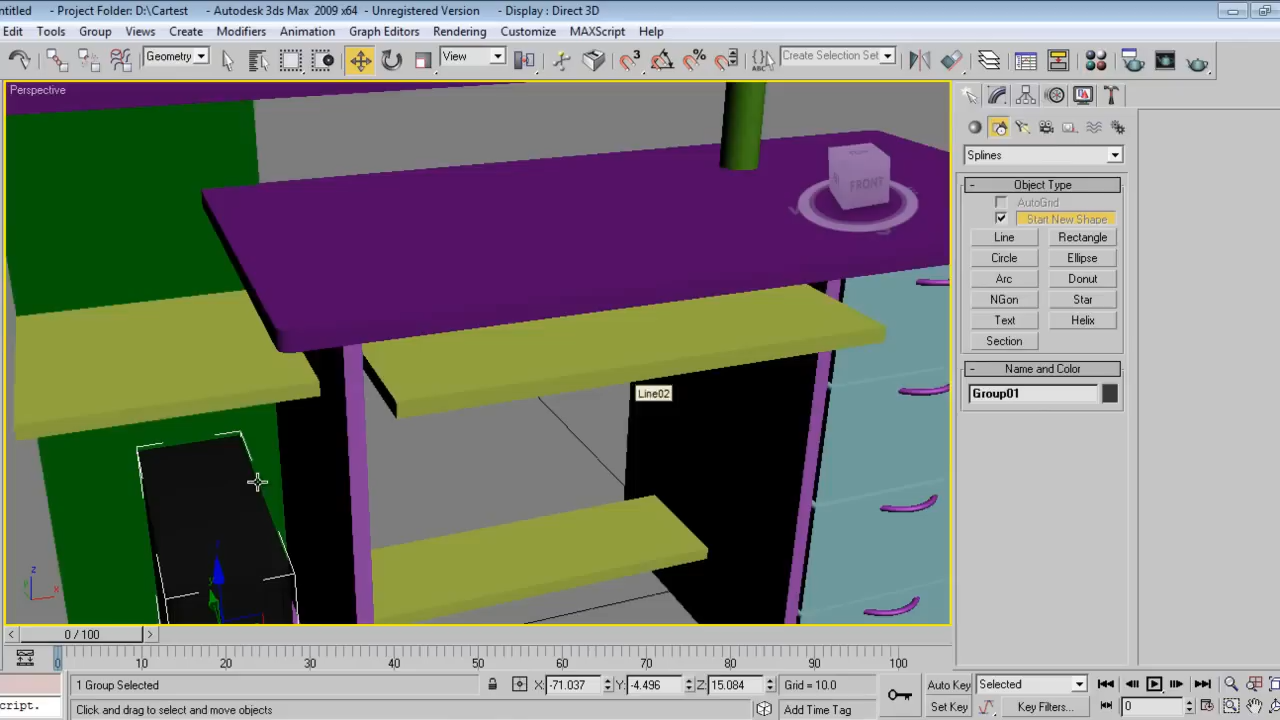 ntitled    - Project Folder: D:\Cartest    - Autodesk 3ds Max 2009 x64    - Unregistered Version    - Display : Direct 3D
Edit Tools Group Views Create Modifiers Animation Graph Editors Rendering Customize MAXScript Help
Geometry View ABC Create Selection Set
Perspective
FRONT
Splines
- Object Type
AutoGrid
Start New Shape
Line Rectangle
Circle Ellipse
Arc Donut
NGon Star
Text Helix
Section
- Name and Color
Group01
Line02
z
x
< 0 / 100 >
0 10 20 30 40 50 60 70 80 90 100
1 Group Selected X: -71.037 Y: -4.496 Z: 15.084 Grid = 10.0 Auto Key Selected
script. Click and drag to select and move objects Add Time Tag Set Key Key Filters... 0